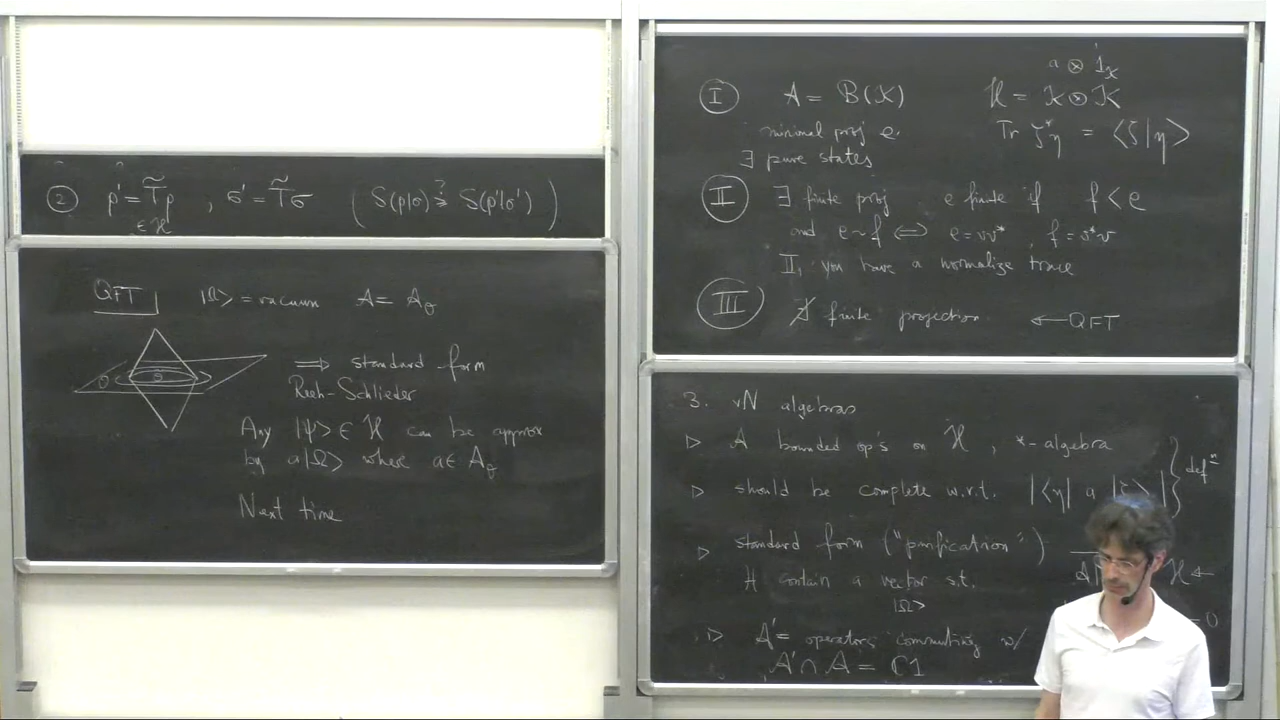 ② ρ' = T̃ρ , σ' = T̃σ ( S(ρ|σ) ≥? S(ρ'|σ') )
∈ H
QFT |Ω> = vacuum A = A_O
O
⟹ standard form
Reeh-Schlieder
Any |ψ> ∈ H can be approx
by a|Ω> where a ∈ A_O
Next time
a ⊗ 1_K
I A = B(K) H = K ⊗ K
minimal proj e. Tr ζ*η = <ζ|η>
∃ pure states
II ∃ finite proj e finite if f < e
and e ~ f ⟺ e = vv* , f = v*v
II₁ you have a normalize trace
III ∄ finite projection ← QFT
3. vN algebras
▷ A bounded op's on H , *-algebra
▷ should be complete w.r.t. |<η| a |ζ>| } defⁿ
▷ standard form ("purification")
H contain a vector s.t. H ←
|Ω>
▷ A' = operators commuting w/ = 0
A' ∩ A = ℂ1